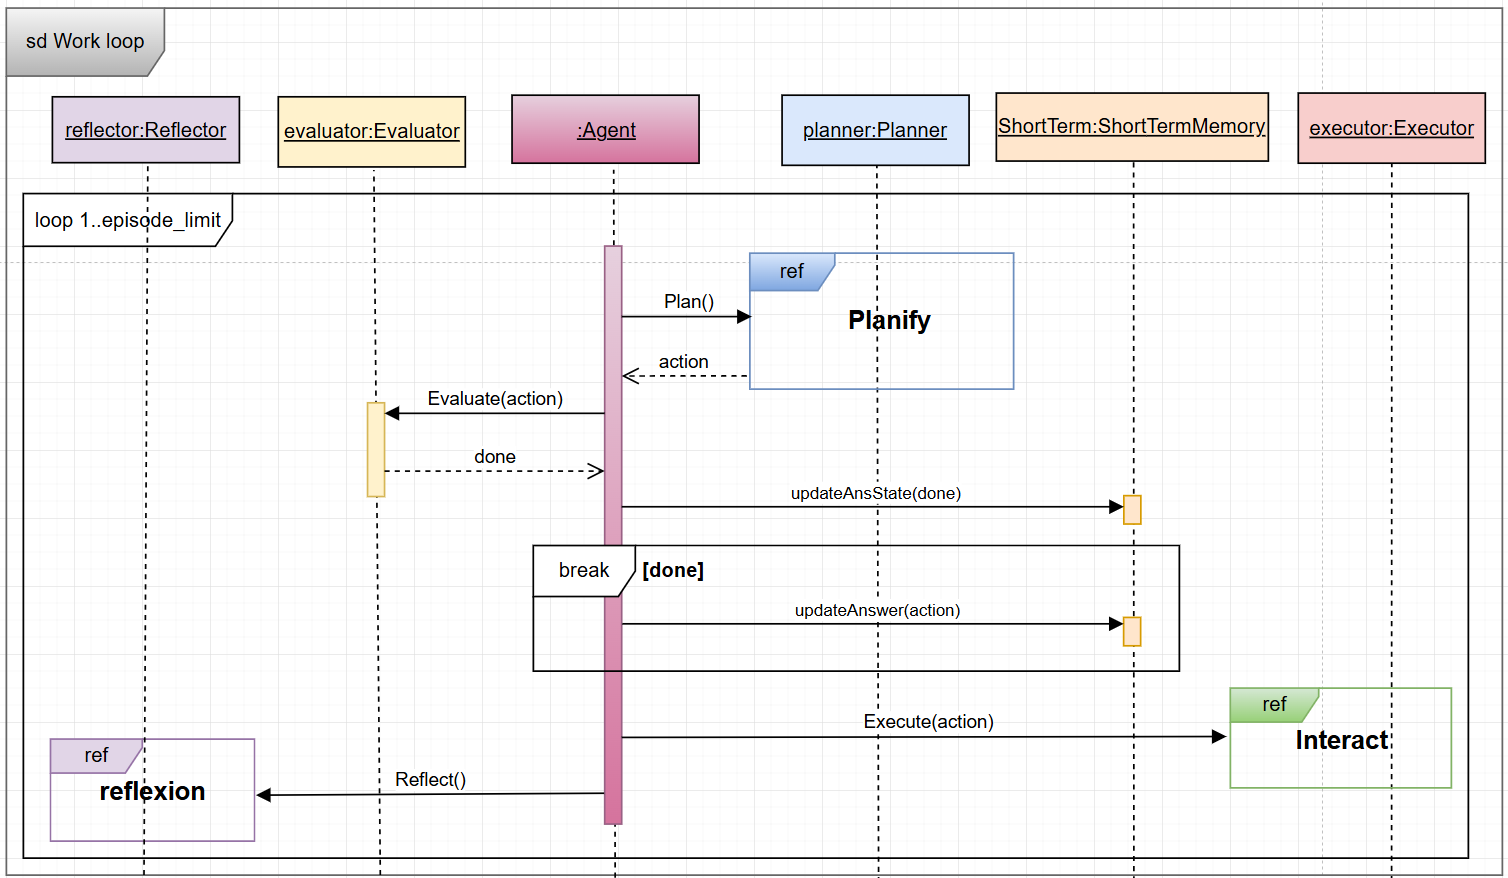 sd Work loop
reflector:Reflector
evaluator:Evaluator
:Agent
planner:Planner
ShortTerm:ShortTermMemory
executor:Executor
loop 1..episode_limit
ref
Planify
Plan()
action
Evaluate(action)
done
updateAnsState(done)
break
[done]
updateAnswer(action)
ref
Interact
Execute(action)
ref
reflexion
Reflect()